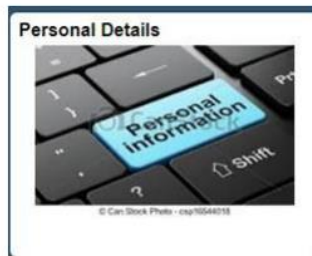 Personal Details
Personal
information
Shift
© Can Stock Photo - csp16544018